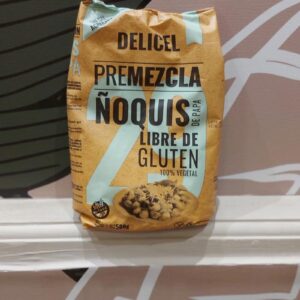 DELICEL
PREMEZCLA
ÑOQUIS
DE PAPA
LIBRE DE
GLUTEN
100% VEGETAL